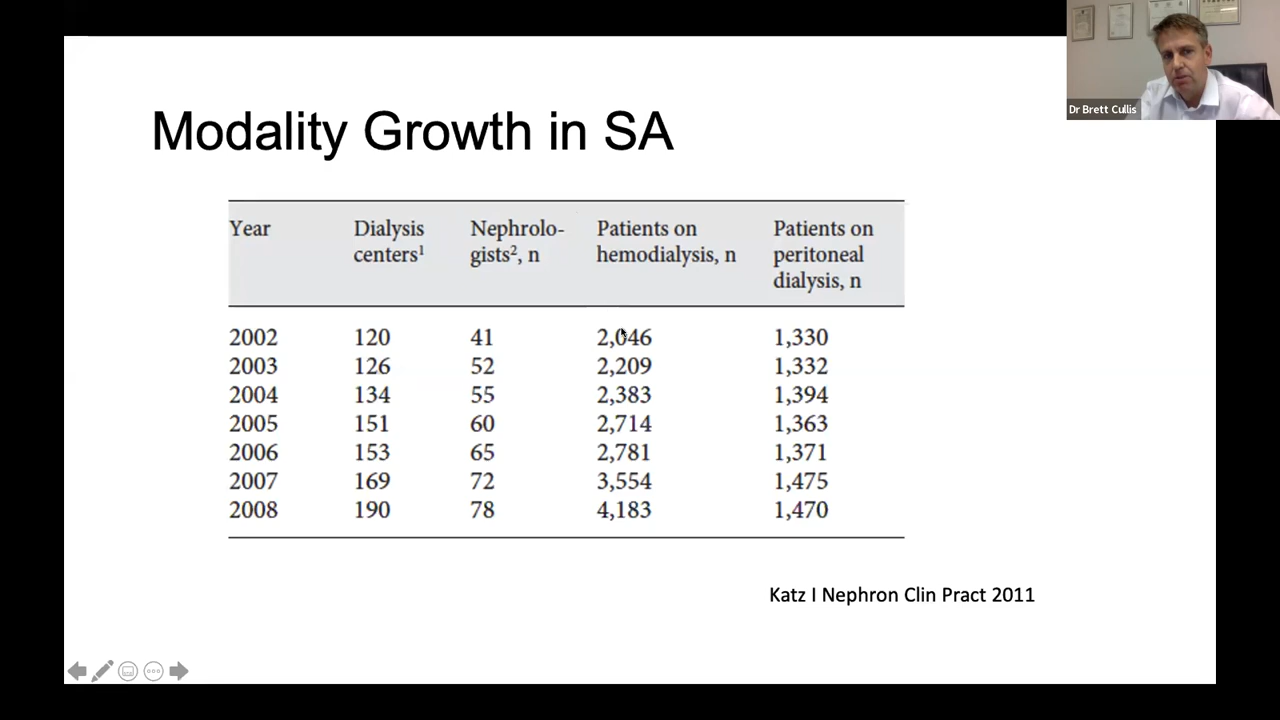 Dr Brett Cullis
Modality Growth in SA
Year Dialysis Nephrolo- Patients on Patients on
centers¹ gists², n hemodialysis, n peritoneal
dialysis, n
2002 120 41 2,046 1,330
2003 126 52 2,209 1,332
2004 134 55 2,383 1,394
2005 151 60 2,714 1,363
2006 153 65 2,781 1,371
2007 169 72 3,554 1,475
2008 190 78 4,183 1,470
Katz I Nephron Clin Pract 2011